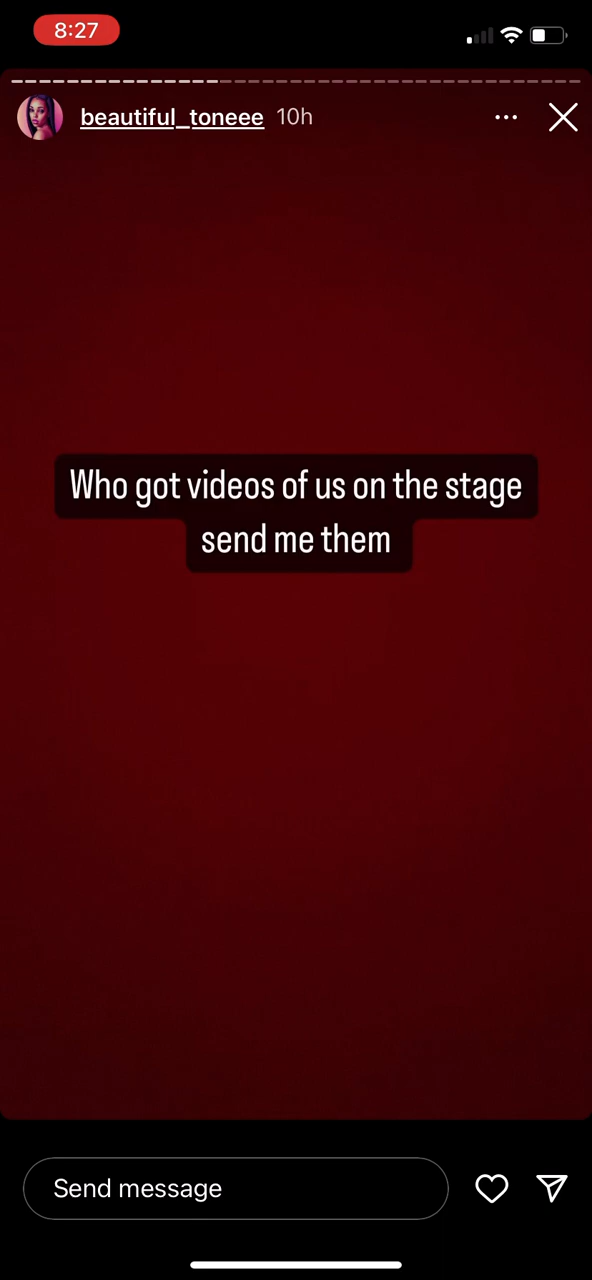 8:27
beautiful_toneee 10h
Who got videos of us on the stage
send me them
Send message